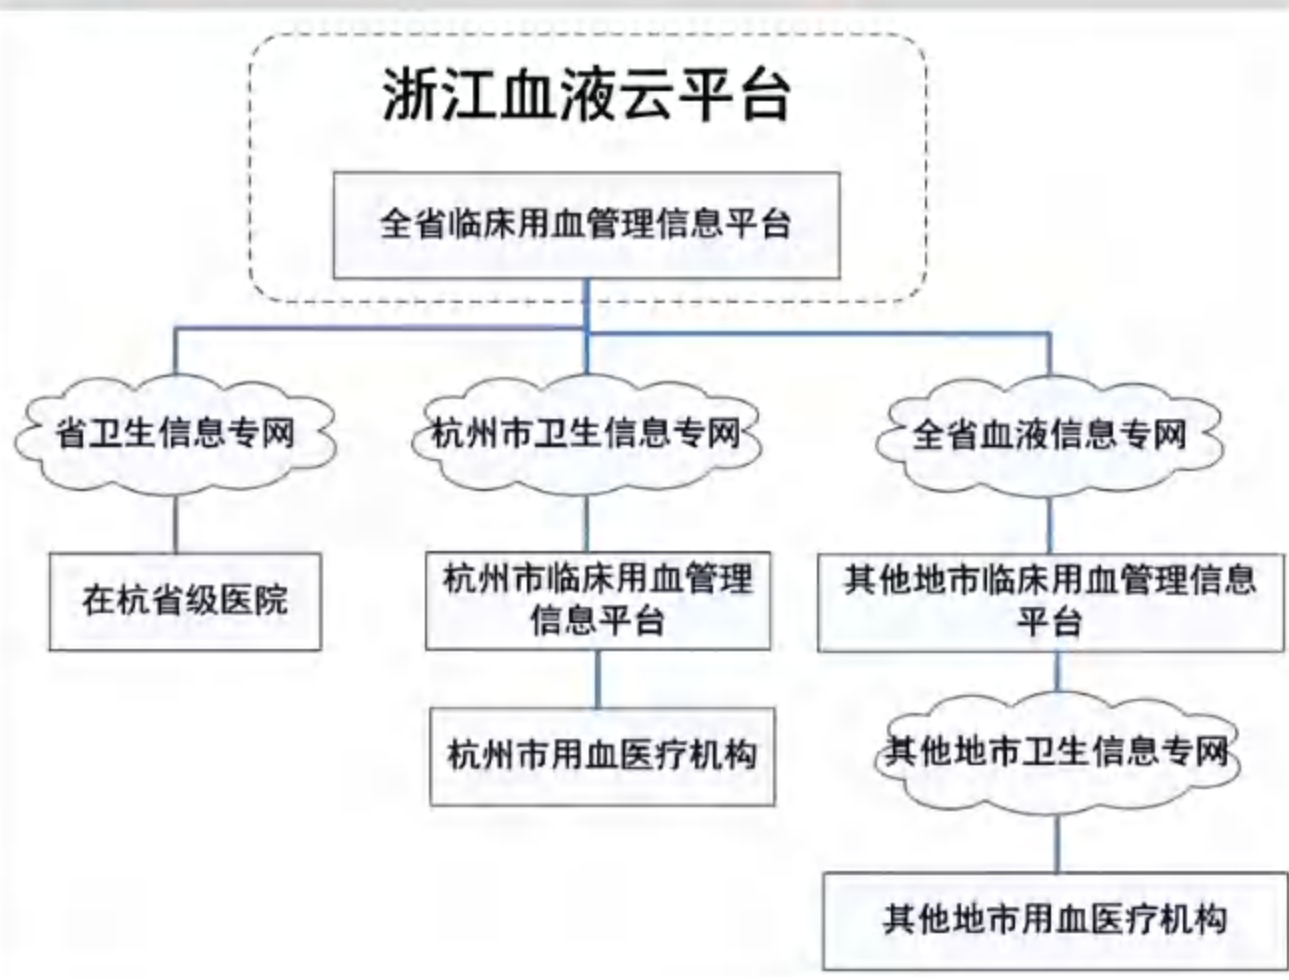 浙江血液云平台
全省临床用血管理信息平台
省卫生信息专网
杭州市卫生信息专网
全省血液信息专网
在杭省级医院
杭州市临床用血管理
信息平台
其他地市临床用血管理信息
平台
杭州市用血医疗机构
其他地市卫生信息专网
其他地市用血医疗机构